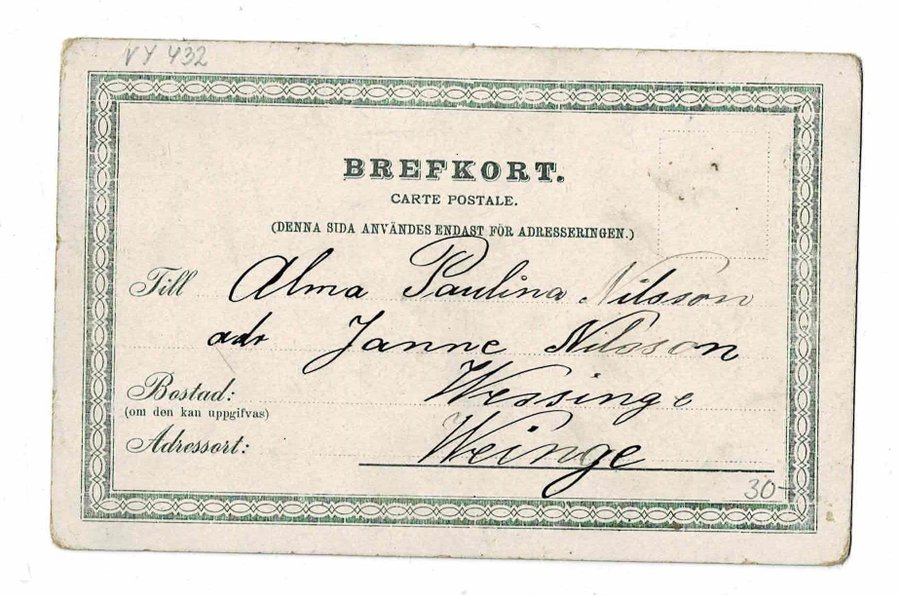 VY 432
BREFKORT.
CARTE POSTALE.
(DENNA SIDA ANVÄNDES ENDAST FÖR ADRESSERINGEN.)
Till Alma Paulina Nilsson
adr Janne Nilsson
Bostad: Wessinge
(om den kan uppgifvas)
Adressort: Weinge
30-